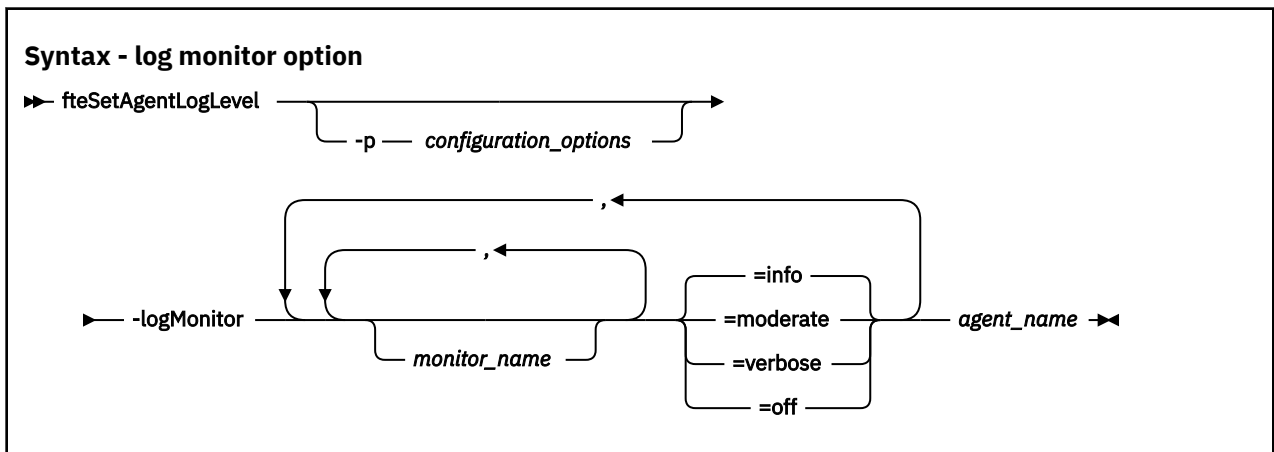 Syntax - log monitor option
fteSetAgentLogLevel
-p configuration_options
,
,
=info
-logMonitor =moderate agent_name
monitor_name =verbose
=off